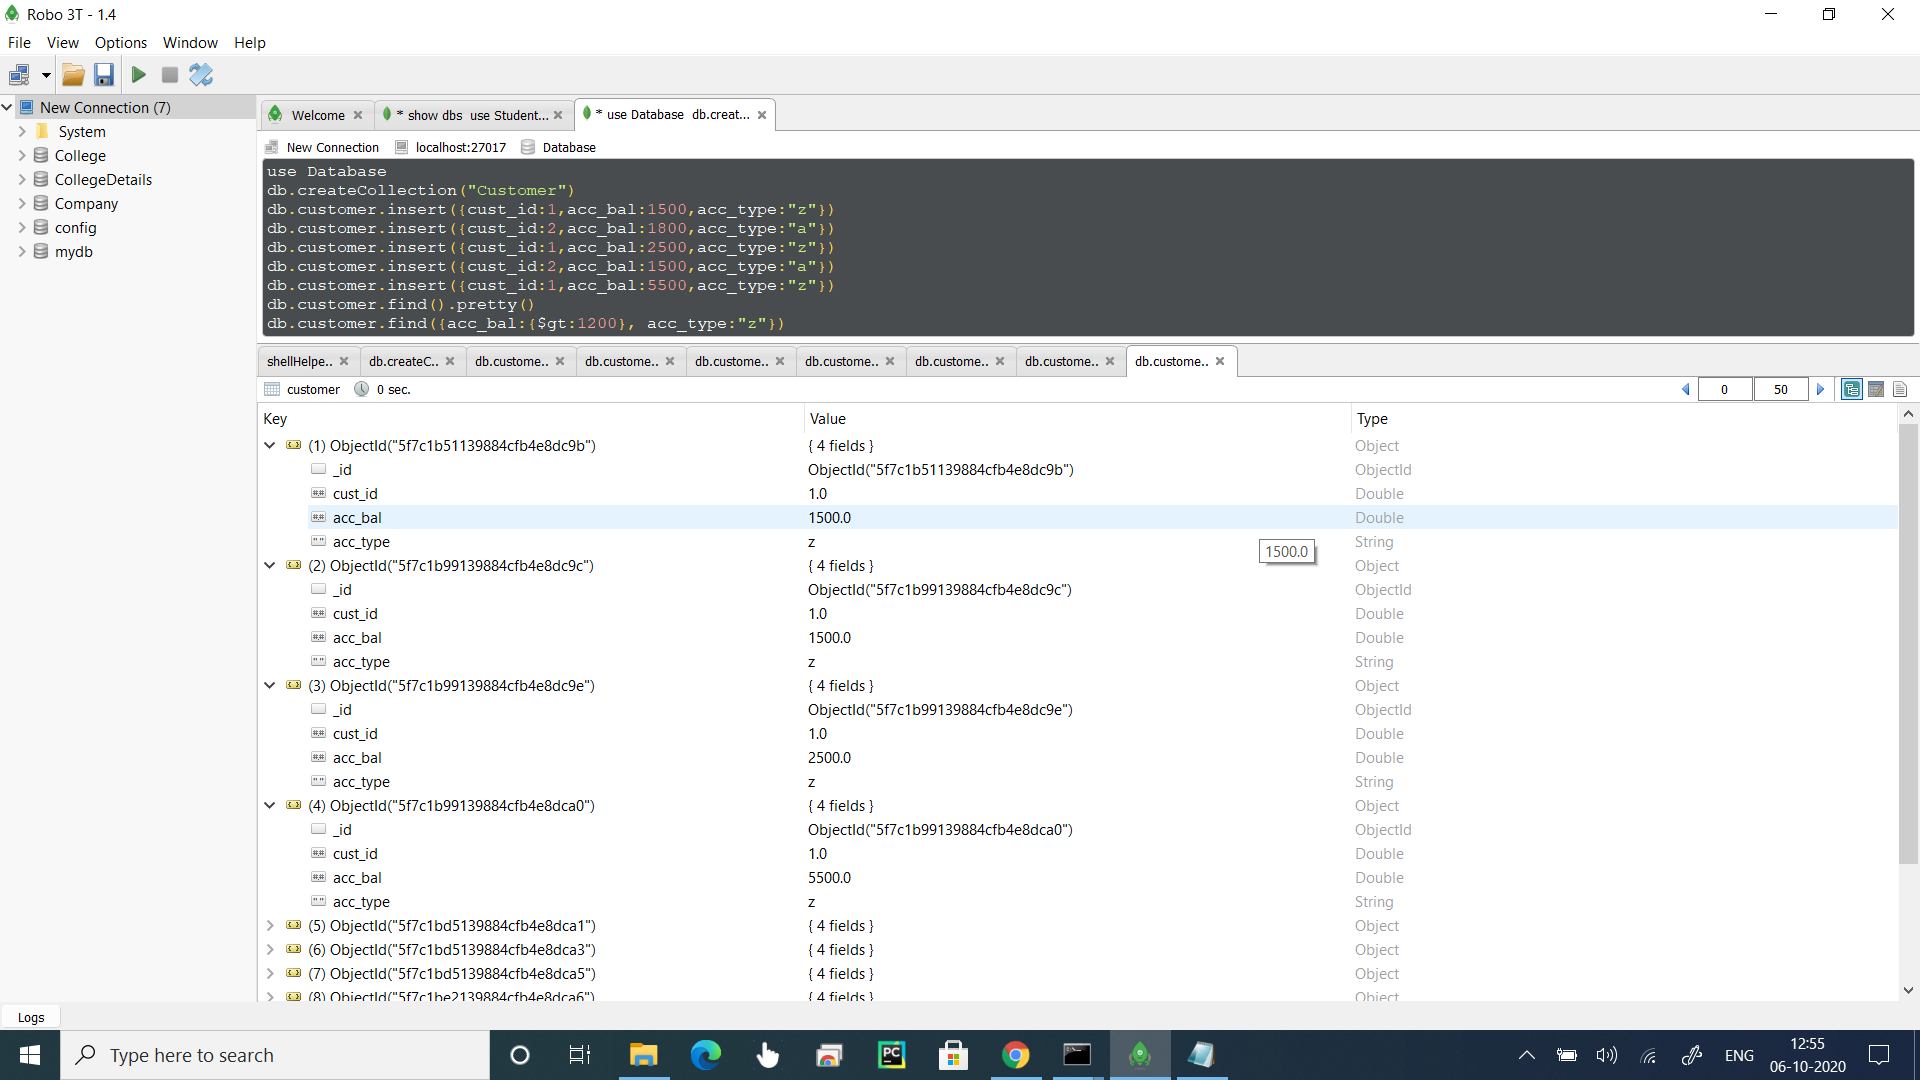 Robo 3T - 1.4
File View Options Window Help
New Connection (7)
System
College
CollegeDetails
Company
config
mydb
Welcome
* show dbs use Student...
* use Database db.creat...
New Connection localhost:27017 Database
use Database
db.createCollection("Customer")
db.customer.insert({cust_id:1,acc_bal:1500,acc_type:"z"})
db.customer.insert({cust_id:2,acc_bal:1800,acc_type:"a"})
db.customer.insert({cust_id:1,acc_bal:2500,acc_type:"z"})
db.customer.insert({cust_id:2,acc_bal:1500,acc_type:"a"})
db.customer.insert({cust_id:1,acc_bal:5500,acc_type:"z"})
db.customer.find().pretty()
db.customer.find({acc_bal:{$gt:1200}, acc_type:"z"})
shellHelpe.. db.createC.. db.custome.. db.custome.. db.custome.. db.custome.. db.custome.. db.custome.. db.custome..
customer 0 sec. 0 50
Key Value Type
(1) ObjectId("5f7c1b51139884cfb4e8dc9b") { 4 fields } Object
_id ObjectId("5f7c1b51139884cfb4e8dc9b") ObjectId
cust_id 1.0 Double
acc_bal 1500.0 Double
acc_type z String
1500.0
(2) ObjectId("5f7c1b99139884cfb4e8dc9c") { 4 fields } Object
_id ObjectId("5f7c1b99139884cfb4e8dc9c") ObjectId
cust_id 1.0 Double
acc_bal 1500.0 Double
acc_type z String
(3) ObjectId("5f7c1b99139884cfb4e8dc9e") { 4 fields } Object
_id ObjectId("5f7c1b99139884cfb4e8dc9e") ObjectId
cust_id 1.0 Double
acc_bal 2500.0 Double
acc_type z String
(4) ObjectId("5f7c1b99139884cfb4e8dca0") { 4 fields } Object
_id ObjectId("5f7c1b99139884cfb4e8dca0") ObjectId
cust_id 1.0 Double
acc_bal 5500.0 Double
acc_type z String
(5) ObjectId("5f7c1bd5139884cfb4e8dca1") { 4 fields } Object
(6) ObjectId("5f7c1bd5139884cfb4e8dca3") { 4 fields } Object
(7) ObjectId("5f7c1bd5139884cfb4e8dca5") { 4 fields } Object
(8) ObjectId("5f7c1be2139884cfb4e8dca6") { 4 fields } Object
Logs
Type here to search
PC
ENG
12:55
06-10-2020